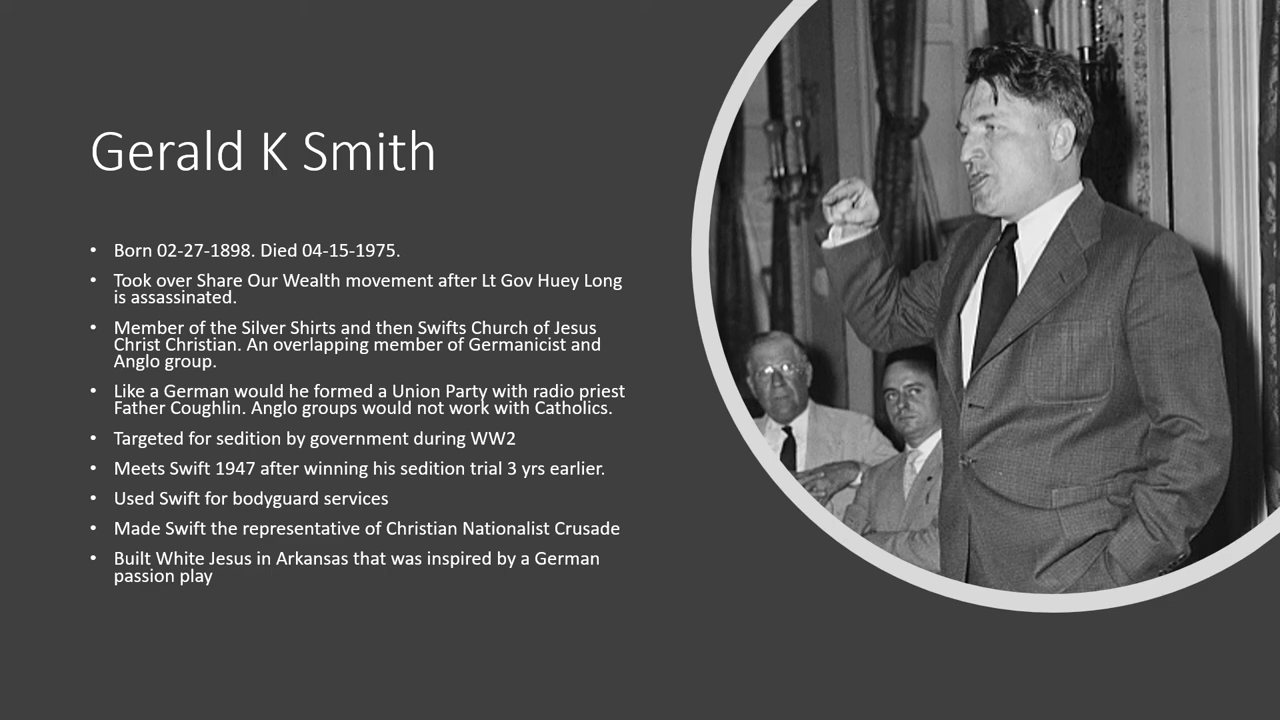 Gerald K Smith
• Born 02-27-1898. Died 04-15-1975.
• Took over Share Our Wealth movement after Lt Gov Huey Long
is assassinated.
• Member of the Silver Shirts and then Swifts Church of Jesus
Christ Christian. An overlapping member of Germanicist and
Anglo group.
• Like a German would he formed a Union Party with radio priest
Father Coughlin. Anglo groups would not work with Catholics.
• Targeted for sedition by government during WW2
• Meets Swift 1947 after winning his sedition trial 3 yrs earlier.
• Used Swift for bodyguard services
• Made Swift the representative of Christian Nationalist Crusade
• Built White Jesus in Arkansas that was inspired by a German
passion play